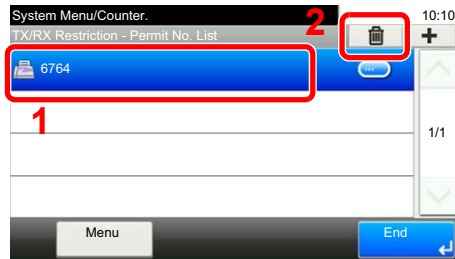 System Menu/Counter.
10:10
TX/RX Restriction - Permit No. List
2
6764
1
1/1
Menu
End